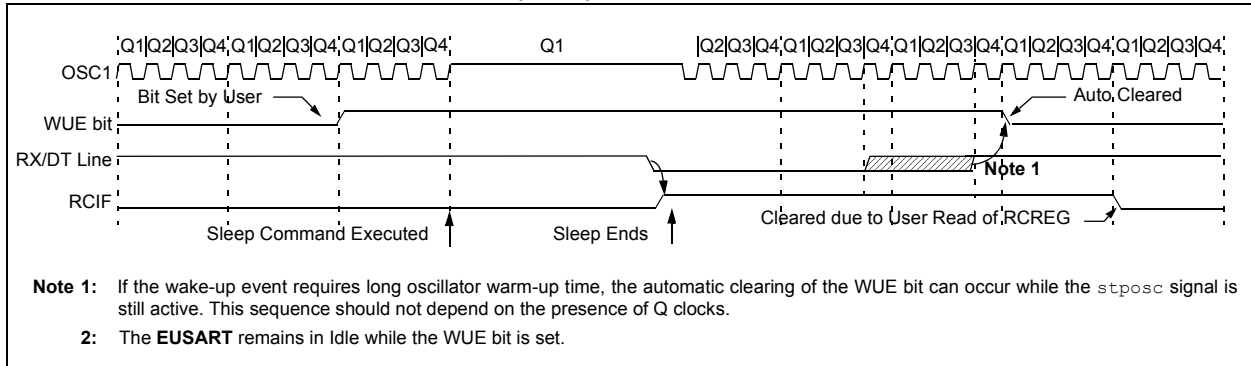 Q1|Q2|Q3|Q4|Q1|Q2|Q3|Q4|Q1|Q2|Q3|Q4 Q1 |Q2|Q3|Q4|Q1|Q2|Q3|Q4|Q1|Q2|Q3|Q4|Q1|Q2|Q3|Q4|Q1|Q2|Q3|Q4
OSC1
Bit Set by User
Auto Cleared
WUE bit
RX/DT Line
Note 1
RCIF
Cleared due to User Read of RCREG
Sleep Command Executed
Sleep Ends
Note 1: If the wake-up event requires long oscillator warm-up time, the automatic clearing of the WUE bit can occur while the stposc signal is
still active. This sequence should not depend on the presence of Q clocks.
2: The EUSART remains in Idle while the WUE bit is set.